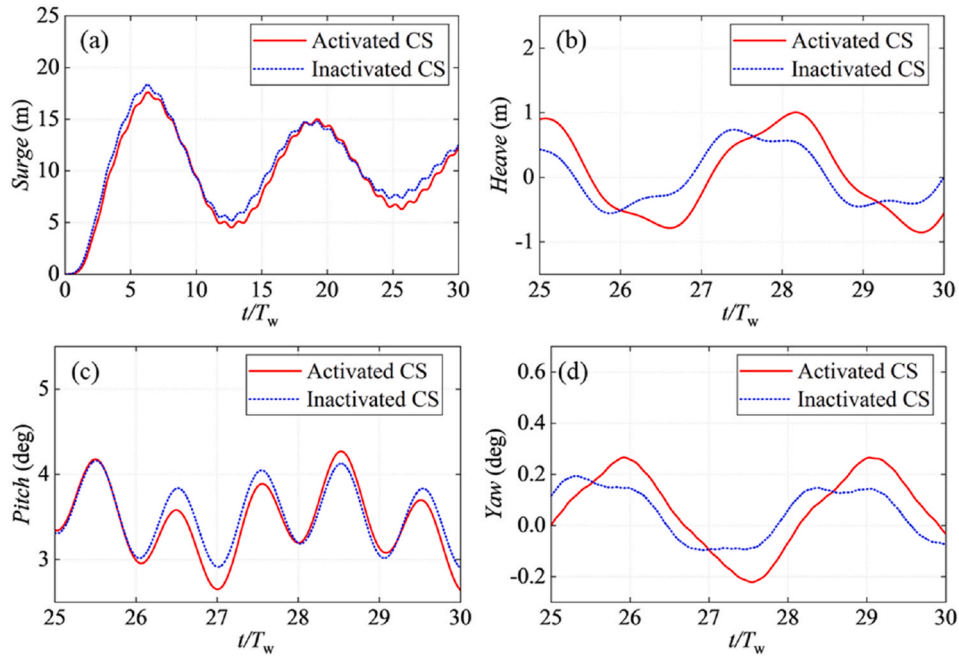 25
20
15
10
5
0
Surge (m)
(a)
Activated CS
Inactivated CS
0 5 10 15 20 25 30
t/Tw
2
1
0
-1
Heave (m)
(b)
Activated CS
Inactivated CS
25 26 27 28 29 30
t/Tw
5
4
3
Pitch (deg)
(c)
Activated CS
Inactivated CS
25 26 27 28 29 30
t/Tw
0.6
0.4
0.2
0.0
-0.2
Yaw (deg)
(d)
Activated CS
Inactivated CS
25 26 27 28 29 30
t/Tw